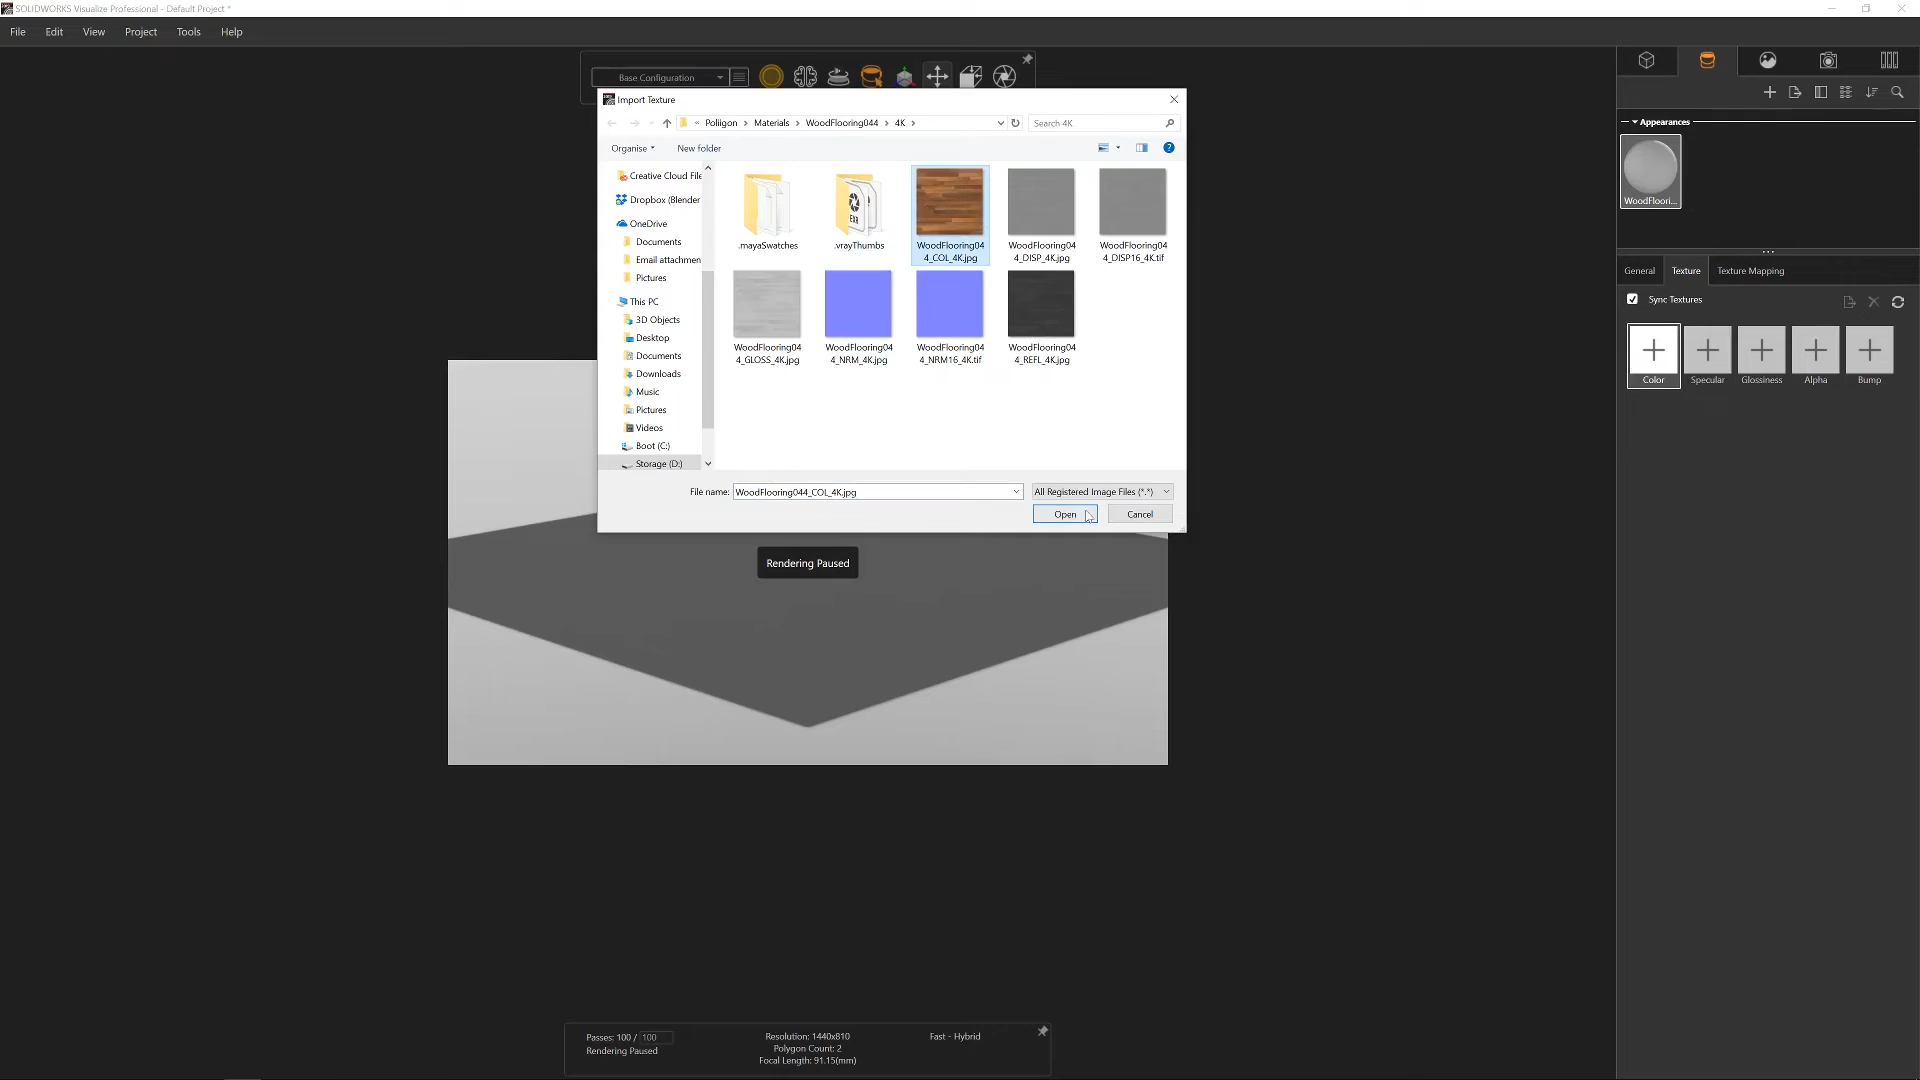 SOLIDWORKS Visualize Professional - Default Project *
File Edit View Project Tools Help
Base Configuration
Import Texture
« Poliigon › Materials › WoodFlooring044 › 4K ›
Search 4K
Organise
New folder
Creative Cloud File
Dropbox (Blender
OneDrive
Documents
Email attachmen
Pictures
This PC
3D Objects
Desktop
Documents
Downloads
Music
Pictures
Videos
Boot (C:)
Storage (D:)
.mayaSwatches
EXR
.vrayThumbs
WoodFlooring04
4_COL_4K.jpg
WoodFlooring04
4_DISP_4K.jpg
WoodFlooring04
4_DISP16_4K.tif
WoodFlooring04
4_GLOSS_4K.jpg
WoodFlooring04
4_NRM_4K.jpg
WoodFlooring04
4_NRM16_4K.tif
WoodFlooring04
4_REFL_4K.jpg
File name: WoodFlooring044_COL_4K.jpg
All Registered Image Files (*.*)
Open
Cancel
Rendering Paused
Appearances
WoodFloori...
General Texture Texture Mapping
Sync Textures
Color Specular Glossiness Alpha Bump
Passes: 100 / 100
Rendering Paused
Resolution: 1440x810
Polygon Count: 2
Focal Length: 91.15(mm)
Fast - Hybrid